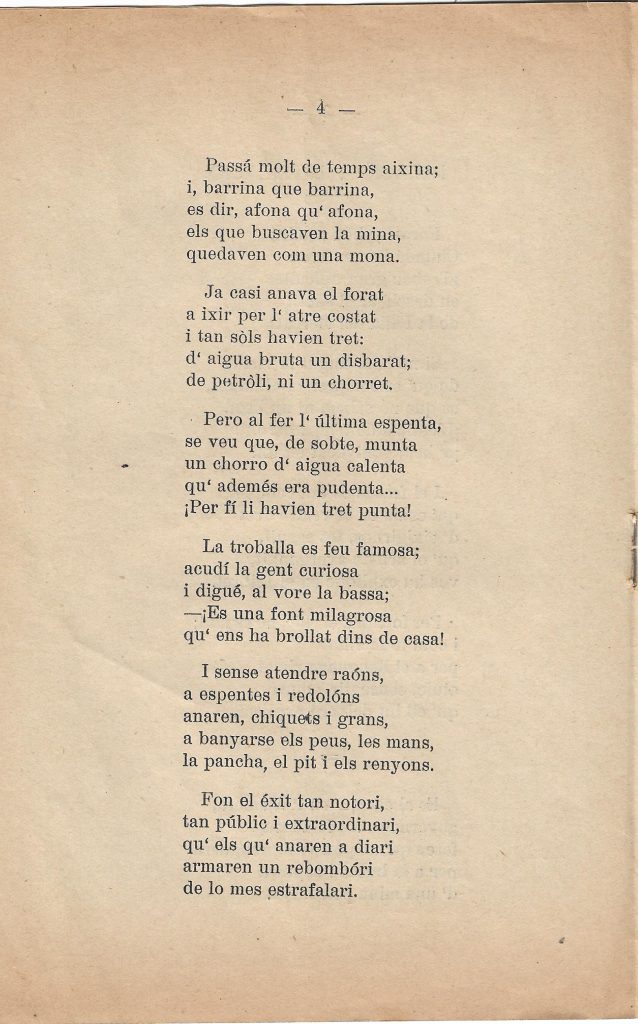 — 4 —
Passá molt de temps aixina;
i, barrina que barrina,
es dir, afona qu‘ afona,
els que buscaven la mina,
quedaven com una mona.
Ja casi anava el forat
a ixir per l‘ atre costat
i tan sòls havien tret:
d‘ aigua bruta un disbarat;
de petròli, ni un chorret.
Pero al fer l‘ última espenta,
se veu que, de sobte, munta
un chorro d‘ aigua calenta
qu‘ ademés era pudenta...
¡Per fí li havien tret punta!
La troballa es feu famosa;
acudí la gent curiosa
i digué, al vore la bassa;
—¡Es una font milagrosa
qu‘ ens ha brollat dins de casa!
I sense atendre raóns,
a espentes i redolóns
anaren, chiquets i grans,
a banyarse els peus, les mans,
la pancha, el pit i els renyons.
Fon el éxit tan notori,
tan públic i extraordinari,
qu‘ els qu‘ anaren a diari
armaren un rebombóri
de lo mes estrafalari.